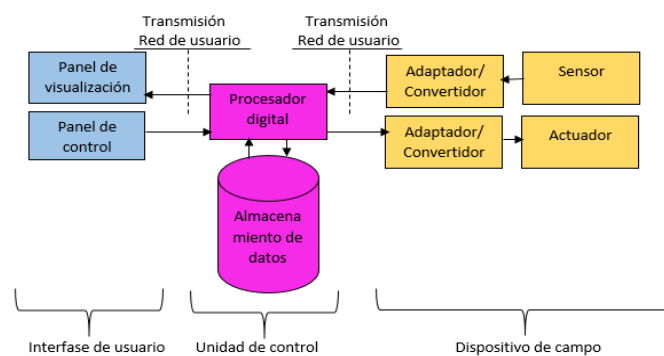 Transmisión
Red de usuario
Transmisión
Red de usuario
Panel de
visualización
Panel de
control
Procesador
digital
Adaptador/
Convertidor
Sensor
Adaptador/
Convertidor
Actuador
Almacena
miento de
datos
Interfase de usuario
Unidad de control
Dispositivo de campo